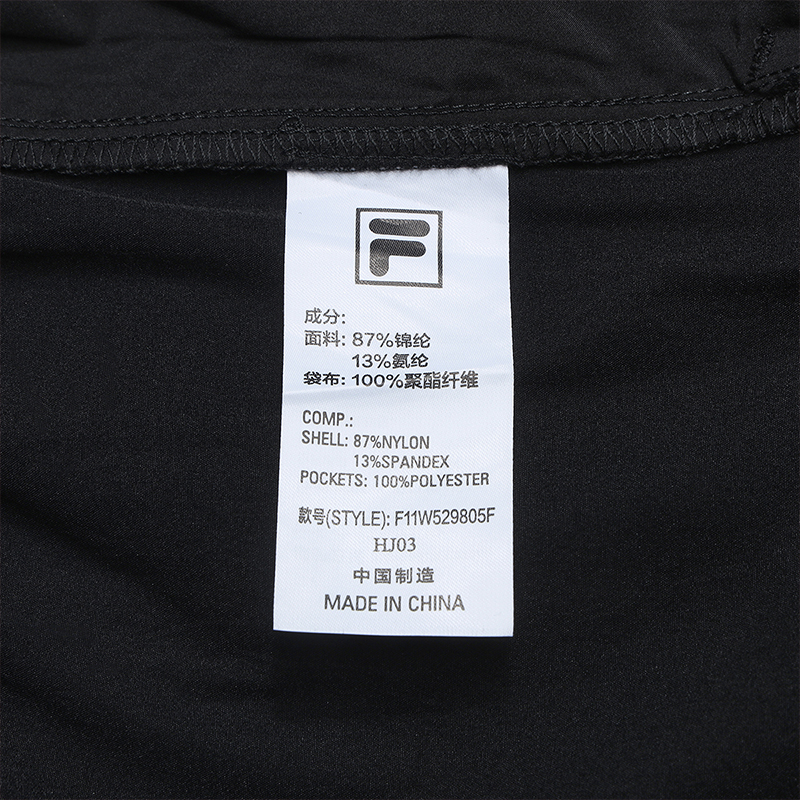 F
成分:
面料: 87%锦纶
13%氨纶
袋布: 100%聚酯纤维
COMP.:
SHELL: 87%NYLON
13%SPANDEX
POCKETS: 100%POLYESTER
款号(STYLE): F11W529805F
HJ03
中国制造
MADE IN CHINA